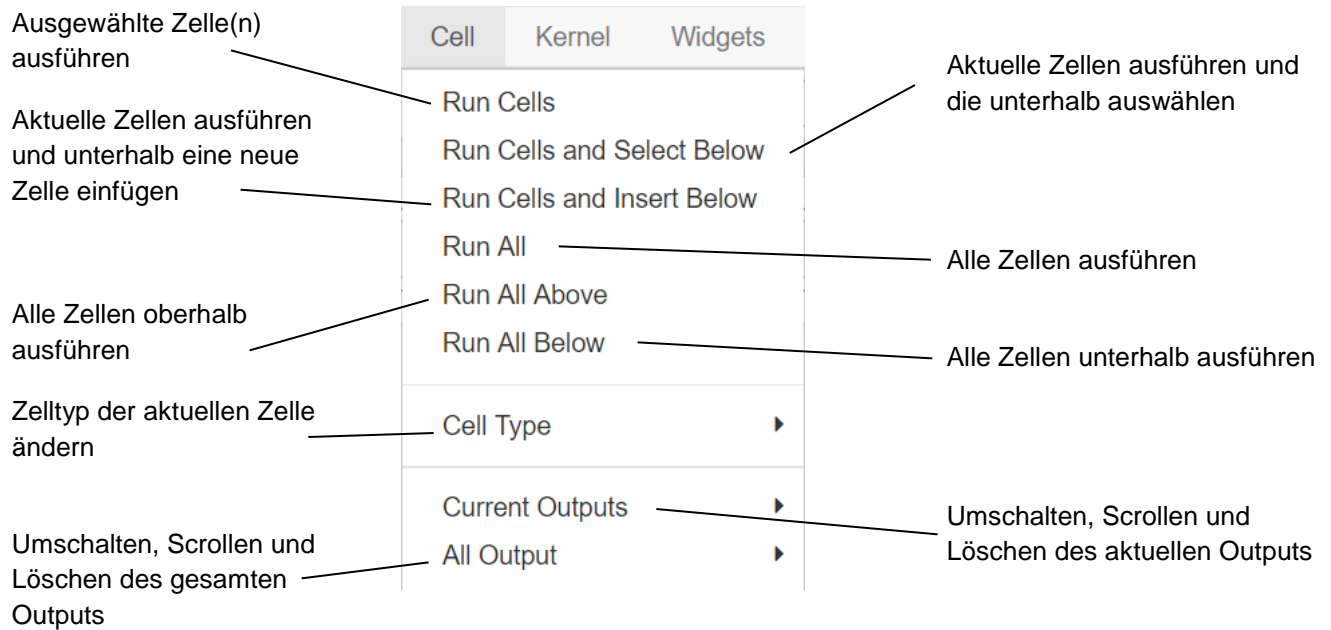 Ausgewählte Zelle(n)
ausführen
Aktuelle Zellen ausführen
und unterhalb eine neue
Zelle einfügen
Alle Zellen oberhalb
ausführen
Zelltyp der aktuellen Zelle
ändern
Umschalten, Scrollen und
Löschen des gesamten
Outputs
Cell Kernel Widgets
Run Cells
Run Cells and Select Below
Run Cells and Insert Below
Run All
Run All Above
Run All Below
Cell Type
Current Outputs
All Output
Aktuelle Zellen ausführen und
die unterhalb auswählen
Alle Zellen ausführen
Alle Zellen unterhalb ausführen
Umschalten, Scrollen und
Löschen des aktuellen Outputs